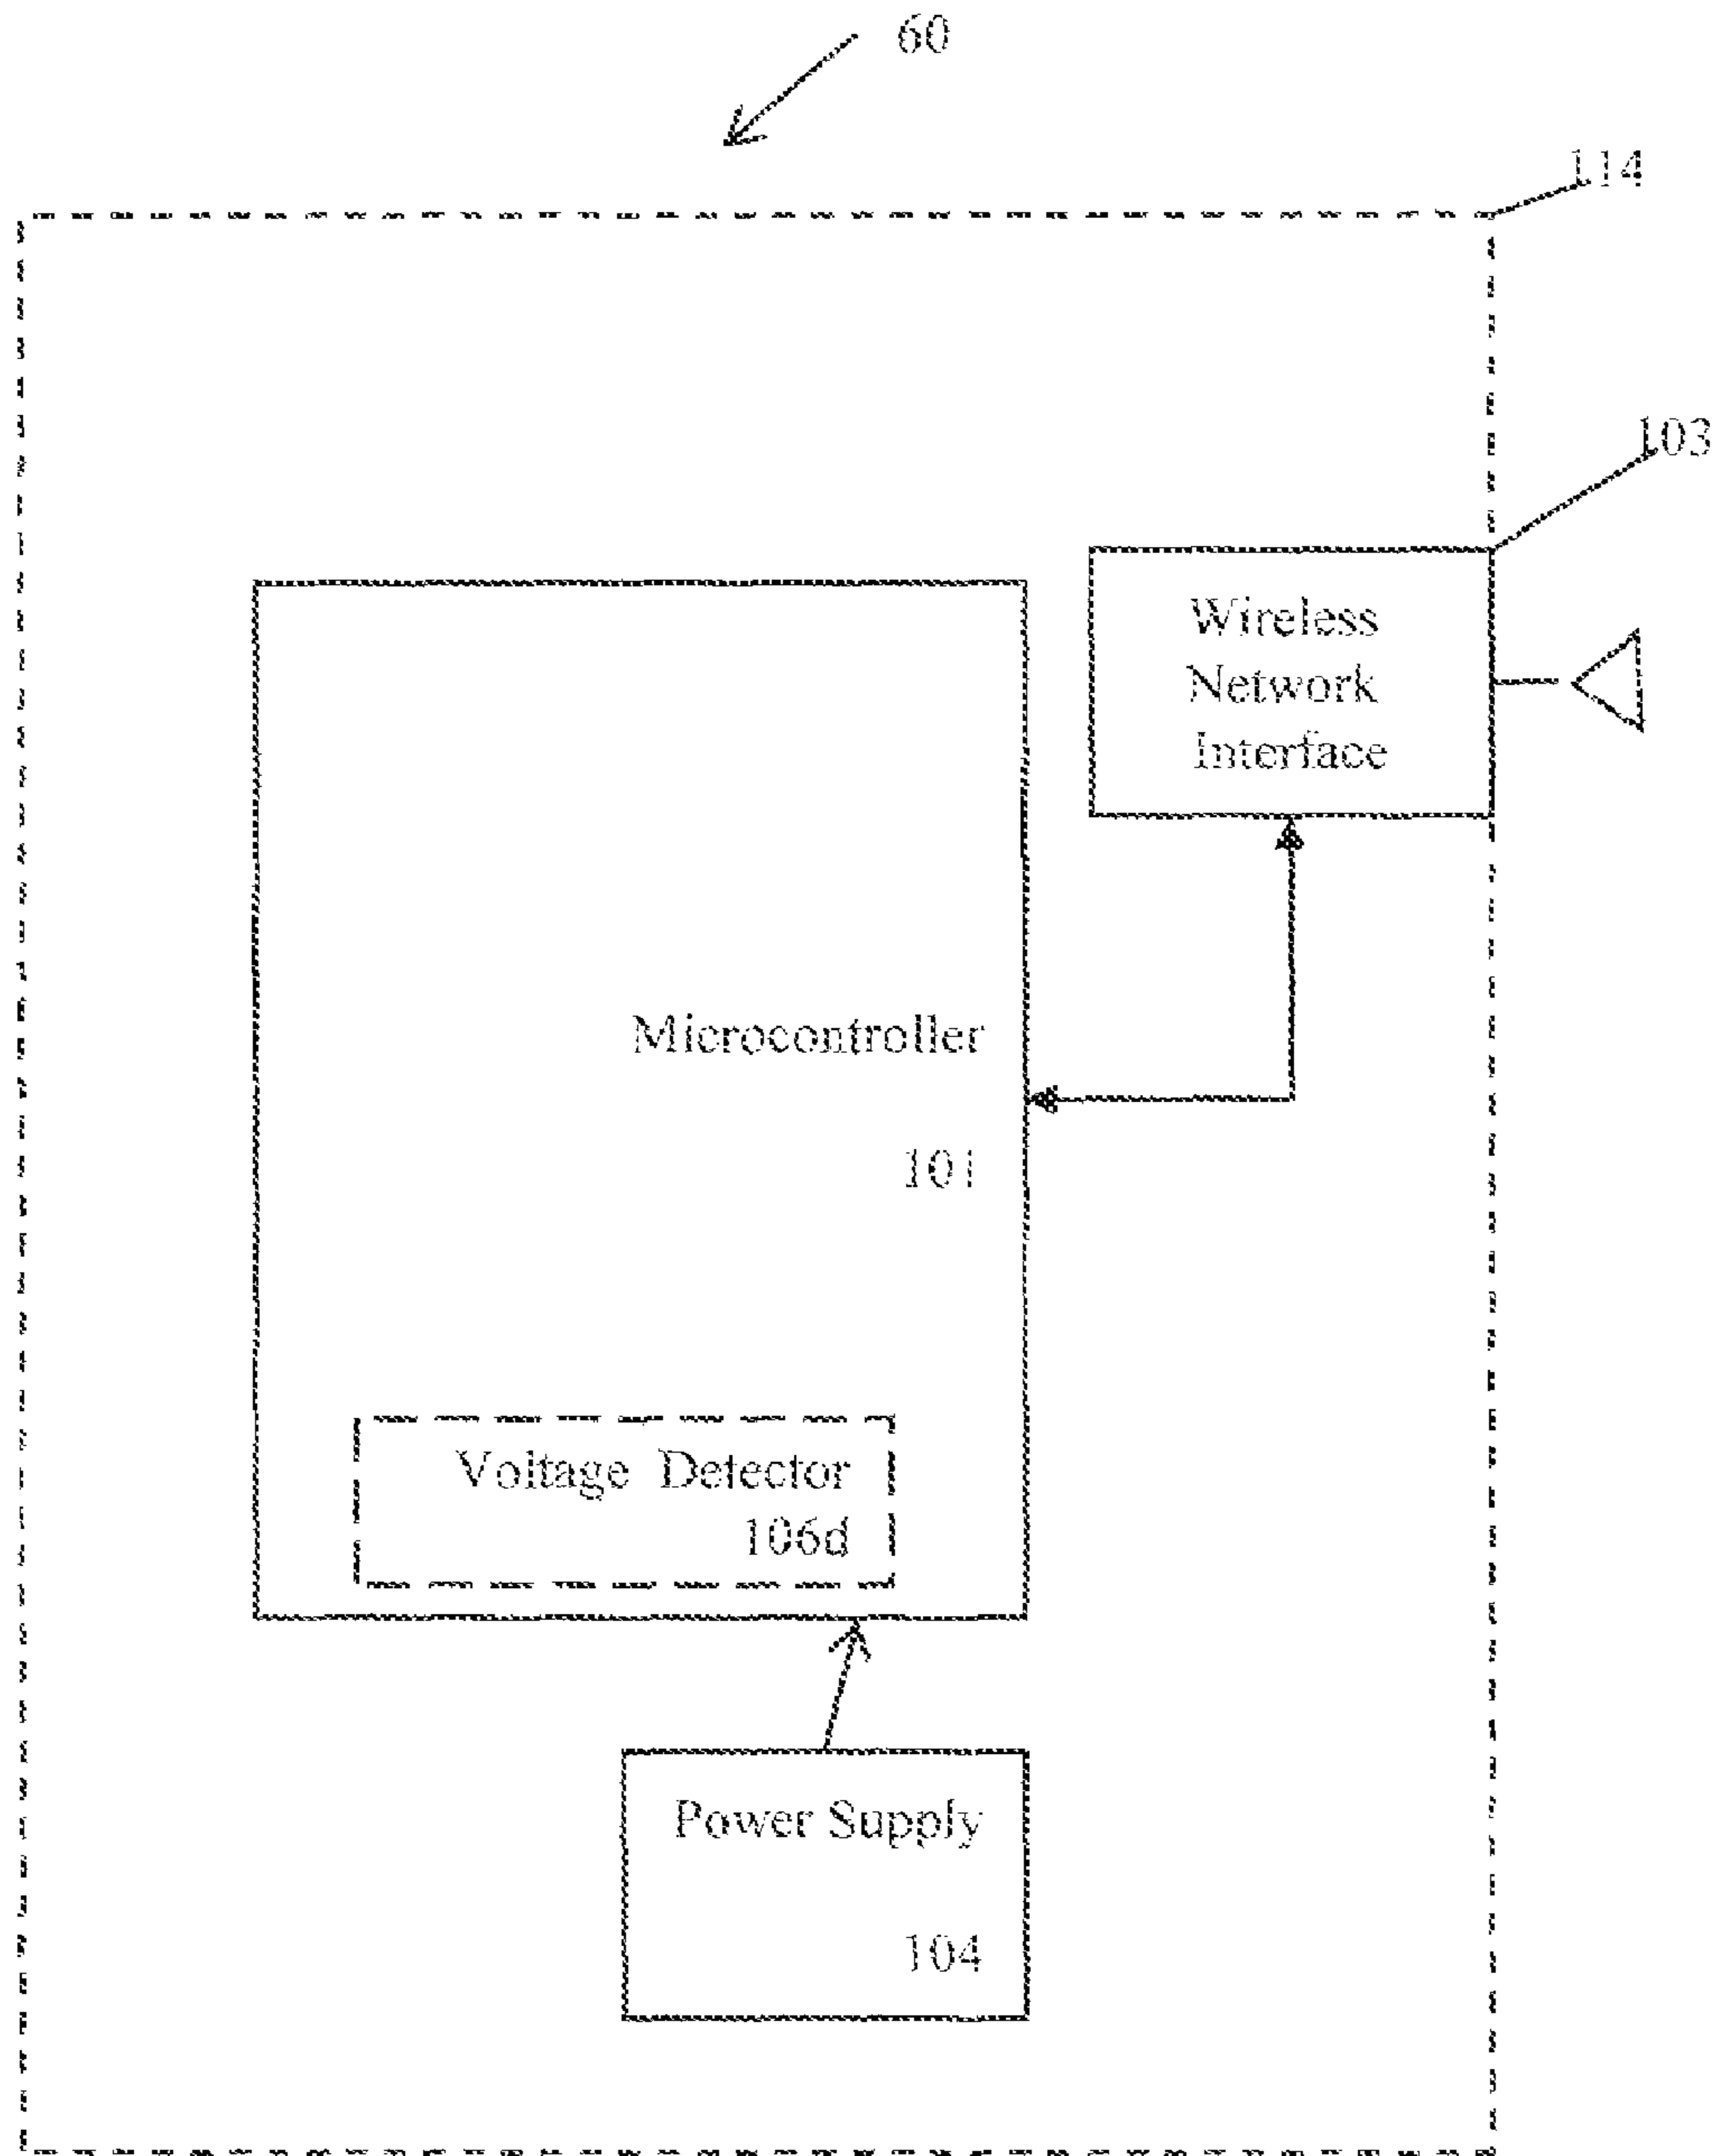 60
114
103
Wireless
Network
Interface
Microcontroller
101
Voltage Detector
106d
Power Supply
104